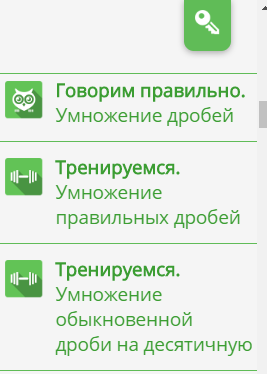 Говорим правильно.
Умножение дробей
Тренируемся.
Умножение
правильных дробей
Тренируемся.
Умножение
обыкновенной
дроби на десятичную